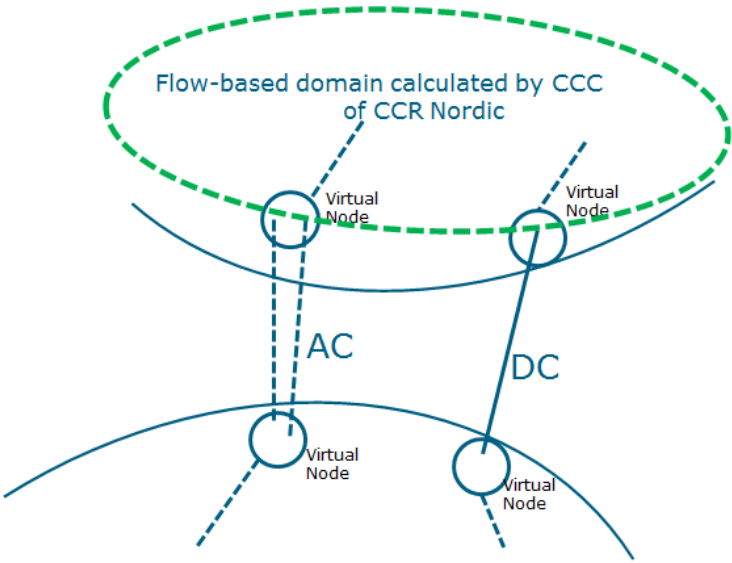 Flow-based domain calculated by CCC
of CCR Nordic
Virtual
Node
Virtual
Node
AC
DC
Virtual
Node
Virtual
Node